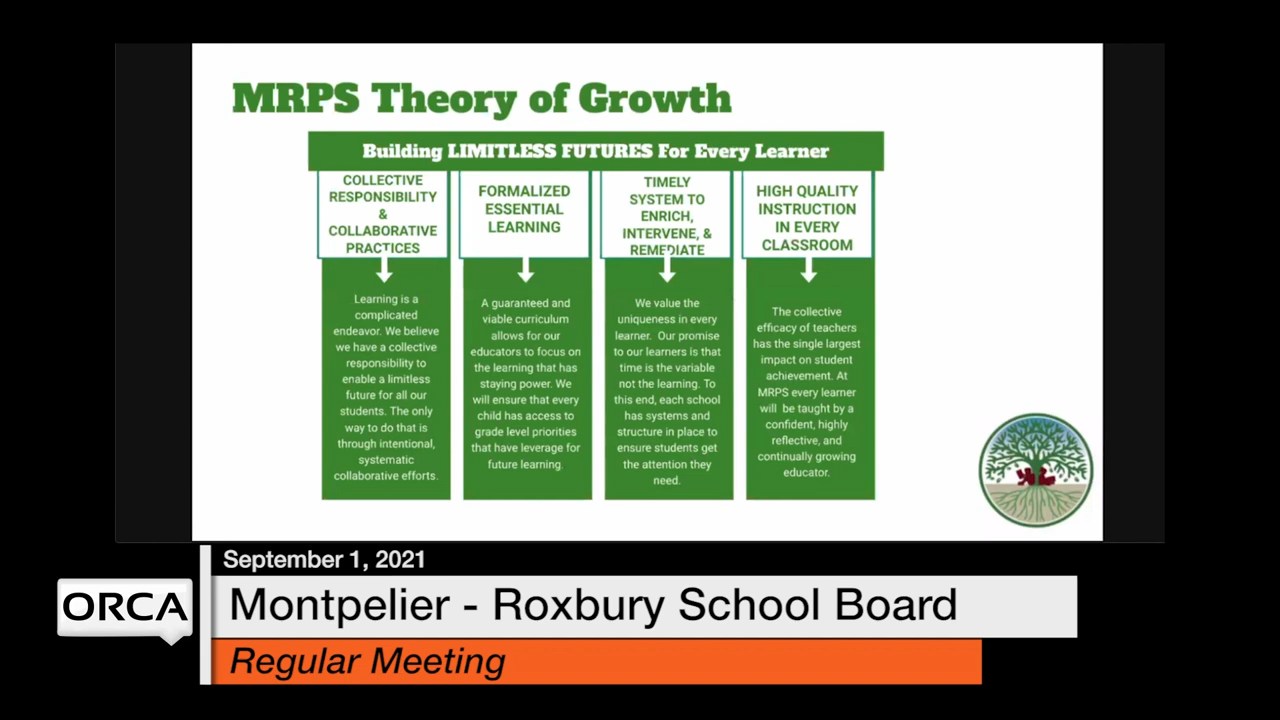 MRPS Theory of Growth
Building LIMITLESS FUTURES For Every Learner
COLLECTIVE
RESPONSIBILITY
&
COLLABORATIVE
PRACTICES
Learning is a
complicated
endeavor. We believe
we have a collective
responsibility to
enable a limitless
future for all our
students. The only
way to do that is
through intentional,
systematic
collaborative efforts.
FORMALIZED
ESSENTIAL
LEARNING
A guaranteed and
viable curriculum
allows for our
educators to focus on
the learning that has
staying power. We
will ensure that every
child has access to
grade level priorities
that have leverage for
future learning.
TIMELY
SYSTEM TO
ENRICH,
INTERVENE, &
REMEDIATE
We value the
uniqueness in every
learner. Our promise
to our learners is that
time is the variable
not the learning. To
this end, each school
has systems and
structure in place to
ensure students get
the attention they
need.
HIGH QUALITY
INSTRUCTION
IN EVERY
CLASSROOM
The collective
efficacy of teachers
has the single largest
impact on student
achievement. At
MRPS every learner
will be taught by a
confident, highly
reflective, and
continually growing
educator.
September 1, 2021
ORCA
Montpelier - Roxbury School Board
Regular Meeting